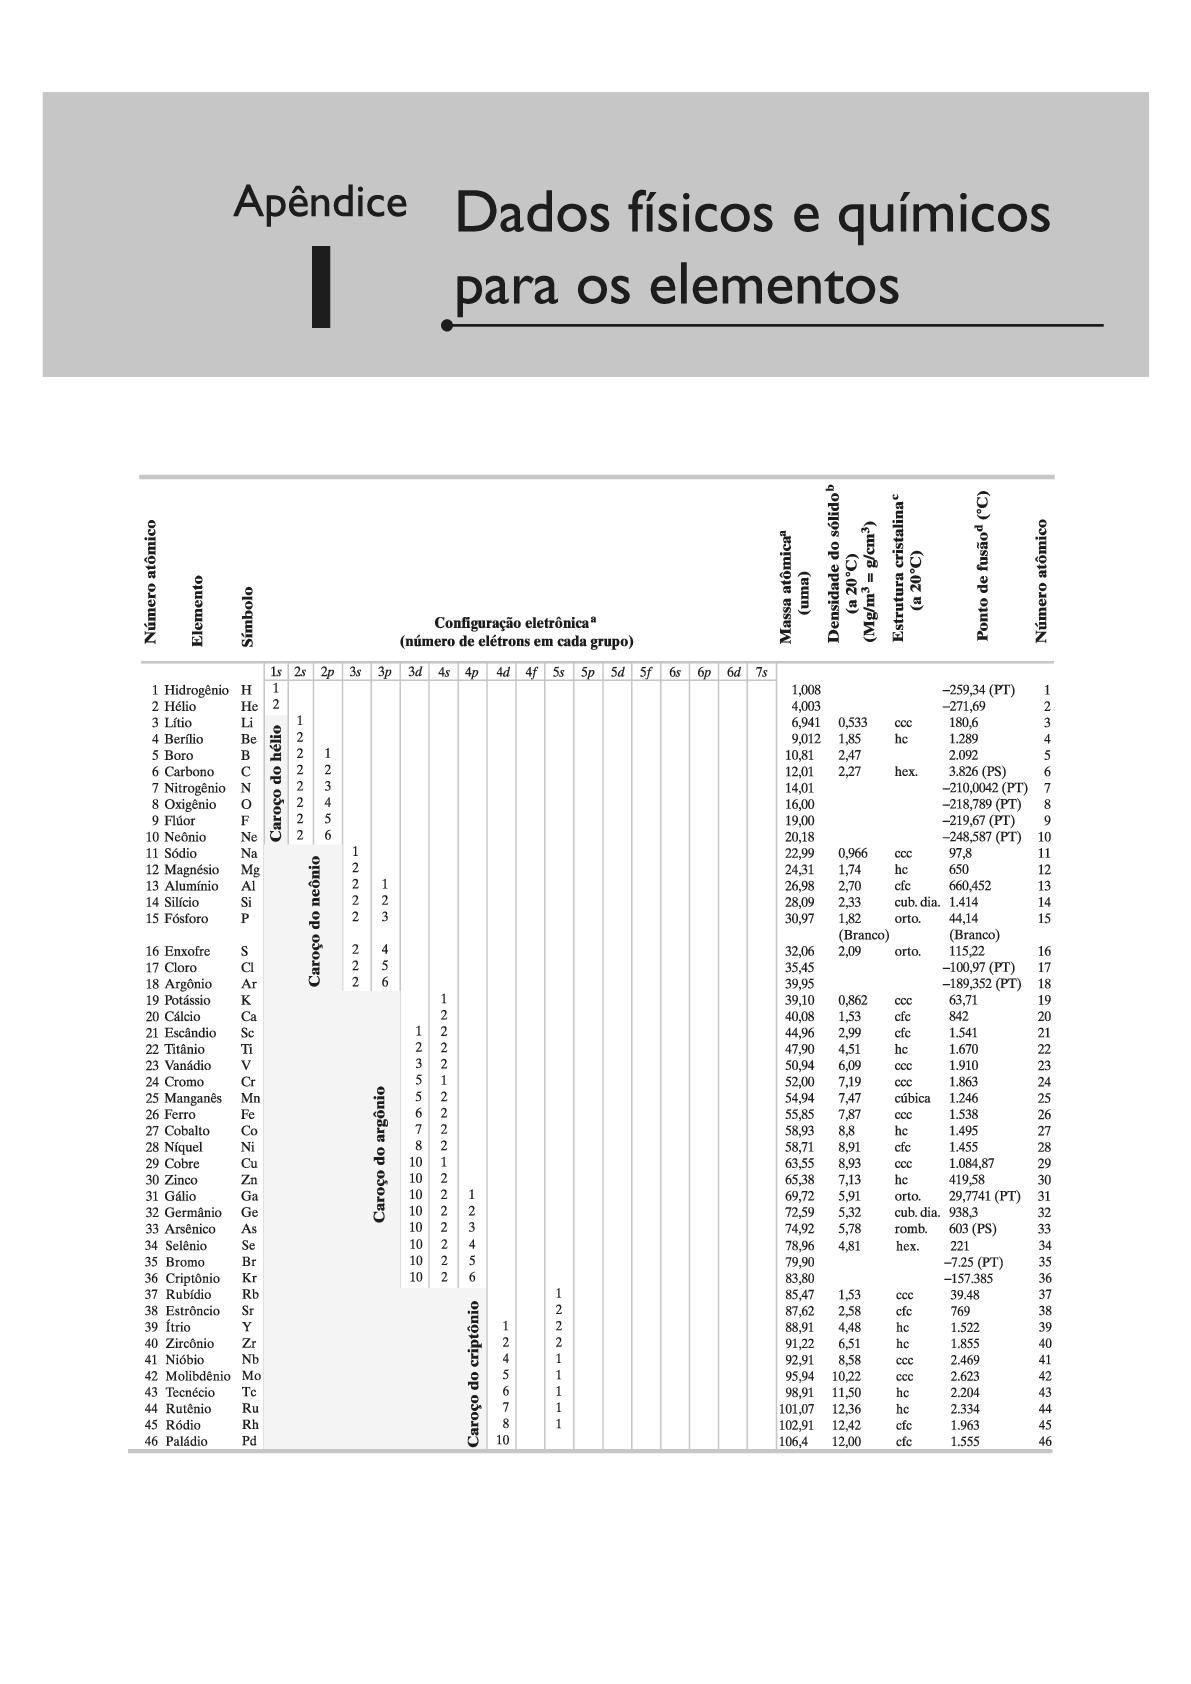 Apêndice
I
Dados físicos e químicos
para os elementos
Número atômico
Elemento
Símbolo
Configuração eletrônicaª
(número de elétrons em cada grupo)
Massa atômicaª
(uma)
Densidade do sólidoᵇ
(a 20°C)
(Mg/m³ = g/cm³)
Estrutura cristalinaᶜ
(a 20°C)
Ponto de fusãoᵈ (°C)
Número atômico
1s 2s 2p 3s 3p 3d 4s 4p 4d 4f 5s 5p 5d 5f 6s 6p 6d 7s
1 Hidrogênio H 1 1,008 –259,34 (PT) 1
2 Hélio He 2 4,003 –271,69 2
Caroço do hélio
3 Lítio Li 1 6,941 0,533 ccc 180,6 3
4 Berílio Be 2 9,012 1,85 hc 1.289 4
5 Boro B 2 1 10,81 2,47 2.092 5
6 Carbono C 2 2 12,01 2,27 hex. 3.826 (PS) 6
7 Nitrogênio N 2 3 14,01 –210,0042 (PT) 7
8 Oxigênio O 2 4 16,00 –218,789 (PT) 8
9 Flúor F 2 5 19,00 –219,67 (PT) 9
10 Neônio Ne 2 6 20,18 –248,587 (PT) 10
Caroço do neônio
11 Sódio Na 1 22,99 0,966 ccc 97,8 11
12 Magnésio Mg 2 24,31 1,74 hc 650 12
13 Alumínio Al 2 1 26,98 2,70 cfc 660,452 13
14 Silício Si 2 2 28,09 2,33 cub. dia. 1.414 14
15 Fósforo P 2 3 30,97 1,82 orto. 44,14 15
(Branco) (Branco)
16 Enxofre S 2 4 32,06 2,09 orto. 115,22 16
17 Cloro Cl 2 5 35,45 –100,97 (PT) 17
18 Argônio Ar 2 6 39,95 –189,352 (PT) 18
Caroço do argônio
19 Potássio K 1 39,10 0,862 ccc 63,71 19
20 Cálcio Ca 2 40,08 1,53 cfc 842 20
21 Escândio Sc 1 2 44,96 2,99 cfc 1.541 21
22 Titânio Ti 2 2 47,90 4,51 hc 1.670 22
23 Vanádio V 3 2 50,94 6,09 ccc 1.910 23
24 Cromo Cr 5 1 52,00 7,19 ccc 1.863 24
25 Manganês Mn 5 2 54,94 7,47 cúbica 1.246 25
26 Ferro Fe 6 2 55,85 7,87 ccc 1.538 26
27 Cobalto Co 7 2 58,93 8,8 hc 1.495 27
28 Níquel Ni 8 2 58,71 8,91 cfc 1.455 28
29 Cobre Cu 10 1 63,55 8,93 ccc 1.084,87 29
30 Zinco Zn 10 2 65,38 7,13 hc 419,58 30
31 Gálio Ga 10 2 1 69,72 5,91 orto. 29,7741 (PT) 31
32 Germânio Ge 10 2 2 72,59 5,32 cub. dia. 938,3 32
33 Arsênico As 10 2 3 74,92 5,78 romb. 603 (PS) 33
34 Selênio Se 10 2 4 78,96 4,81 hex. 221 34
35 Bromo Br 10 2 5 79,90 –7.25 (PT) 35
36 Criptônio Kr 10 2 6 83,80 –157.385 36
Caroço do criptônio
37 Rubídio Rb 1 85,47 1,53 ccc 39.48 37
38 Estrôncio Sr 2 87,62 2,58 cfc 769 38
39 Ítrio Y 1 2 88,91 4,48 hc 1.522 39
40 Zircônio Zr 2 2 91,22 6,51 hc 1.855 40
41 Nióbio Nb 4 1 92,91 8,58 ccc 2.469 41
42 Molibdênio Mo 5 1 95,94 10,22 ccc 2.623 42
43 Tecnécio Tc 6 1 98,91 11,50 hc 2.204 43
44 Rutênio Ru 7 1 101,07 12,36 hc 2.334 44
45 Ródio Rh 8 1 102,91 12,42 cfc 1.963 45
46 Paládio Pd 10 106,4 12,00 cfc 1.555 46